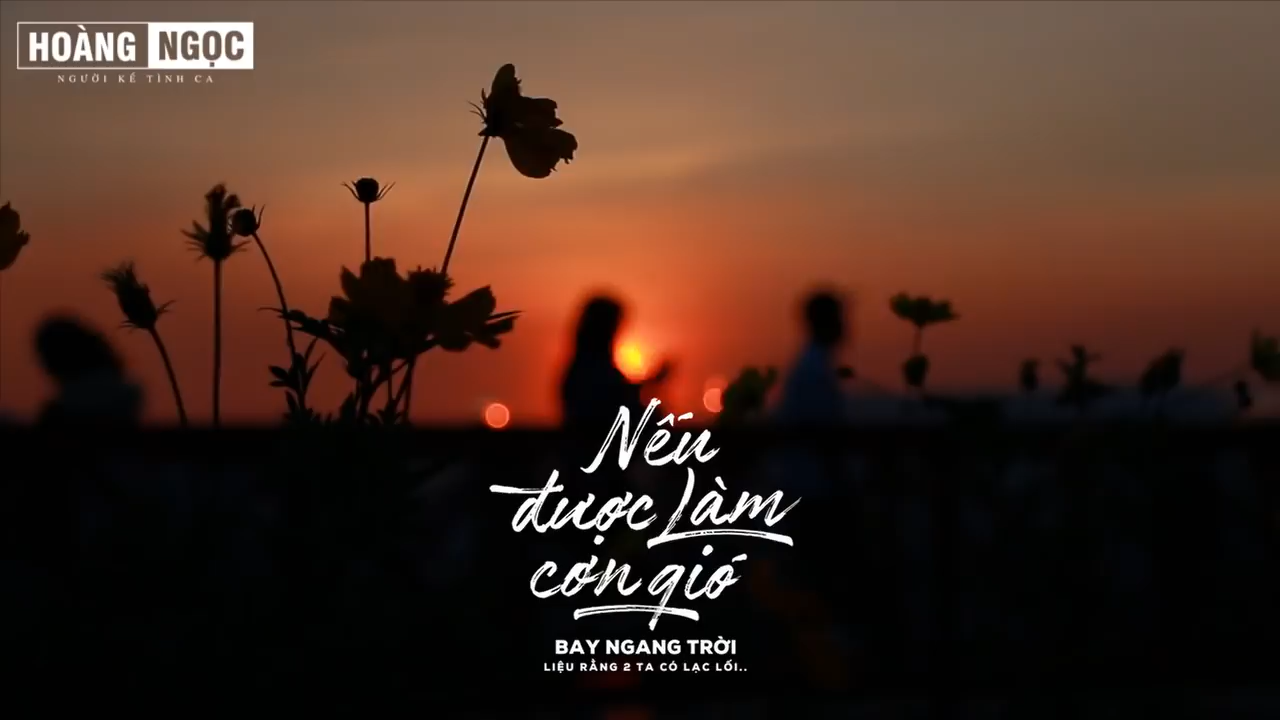 HOÀNG NGỌC
NGƯỜI KỂ TÌNH CA
Nếu
được Làm
cơn gió
BAY NGANG TRỜI
LIỆU RẰNG 2 TA CÓ LẠC LỐI..